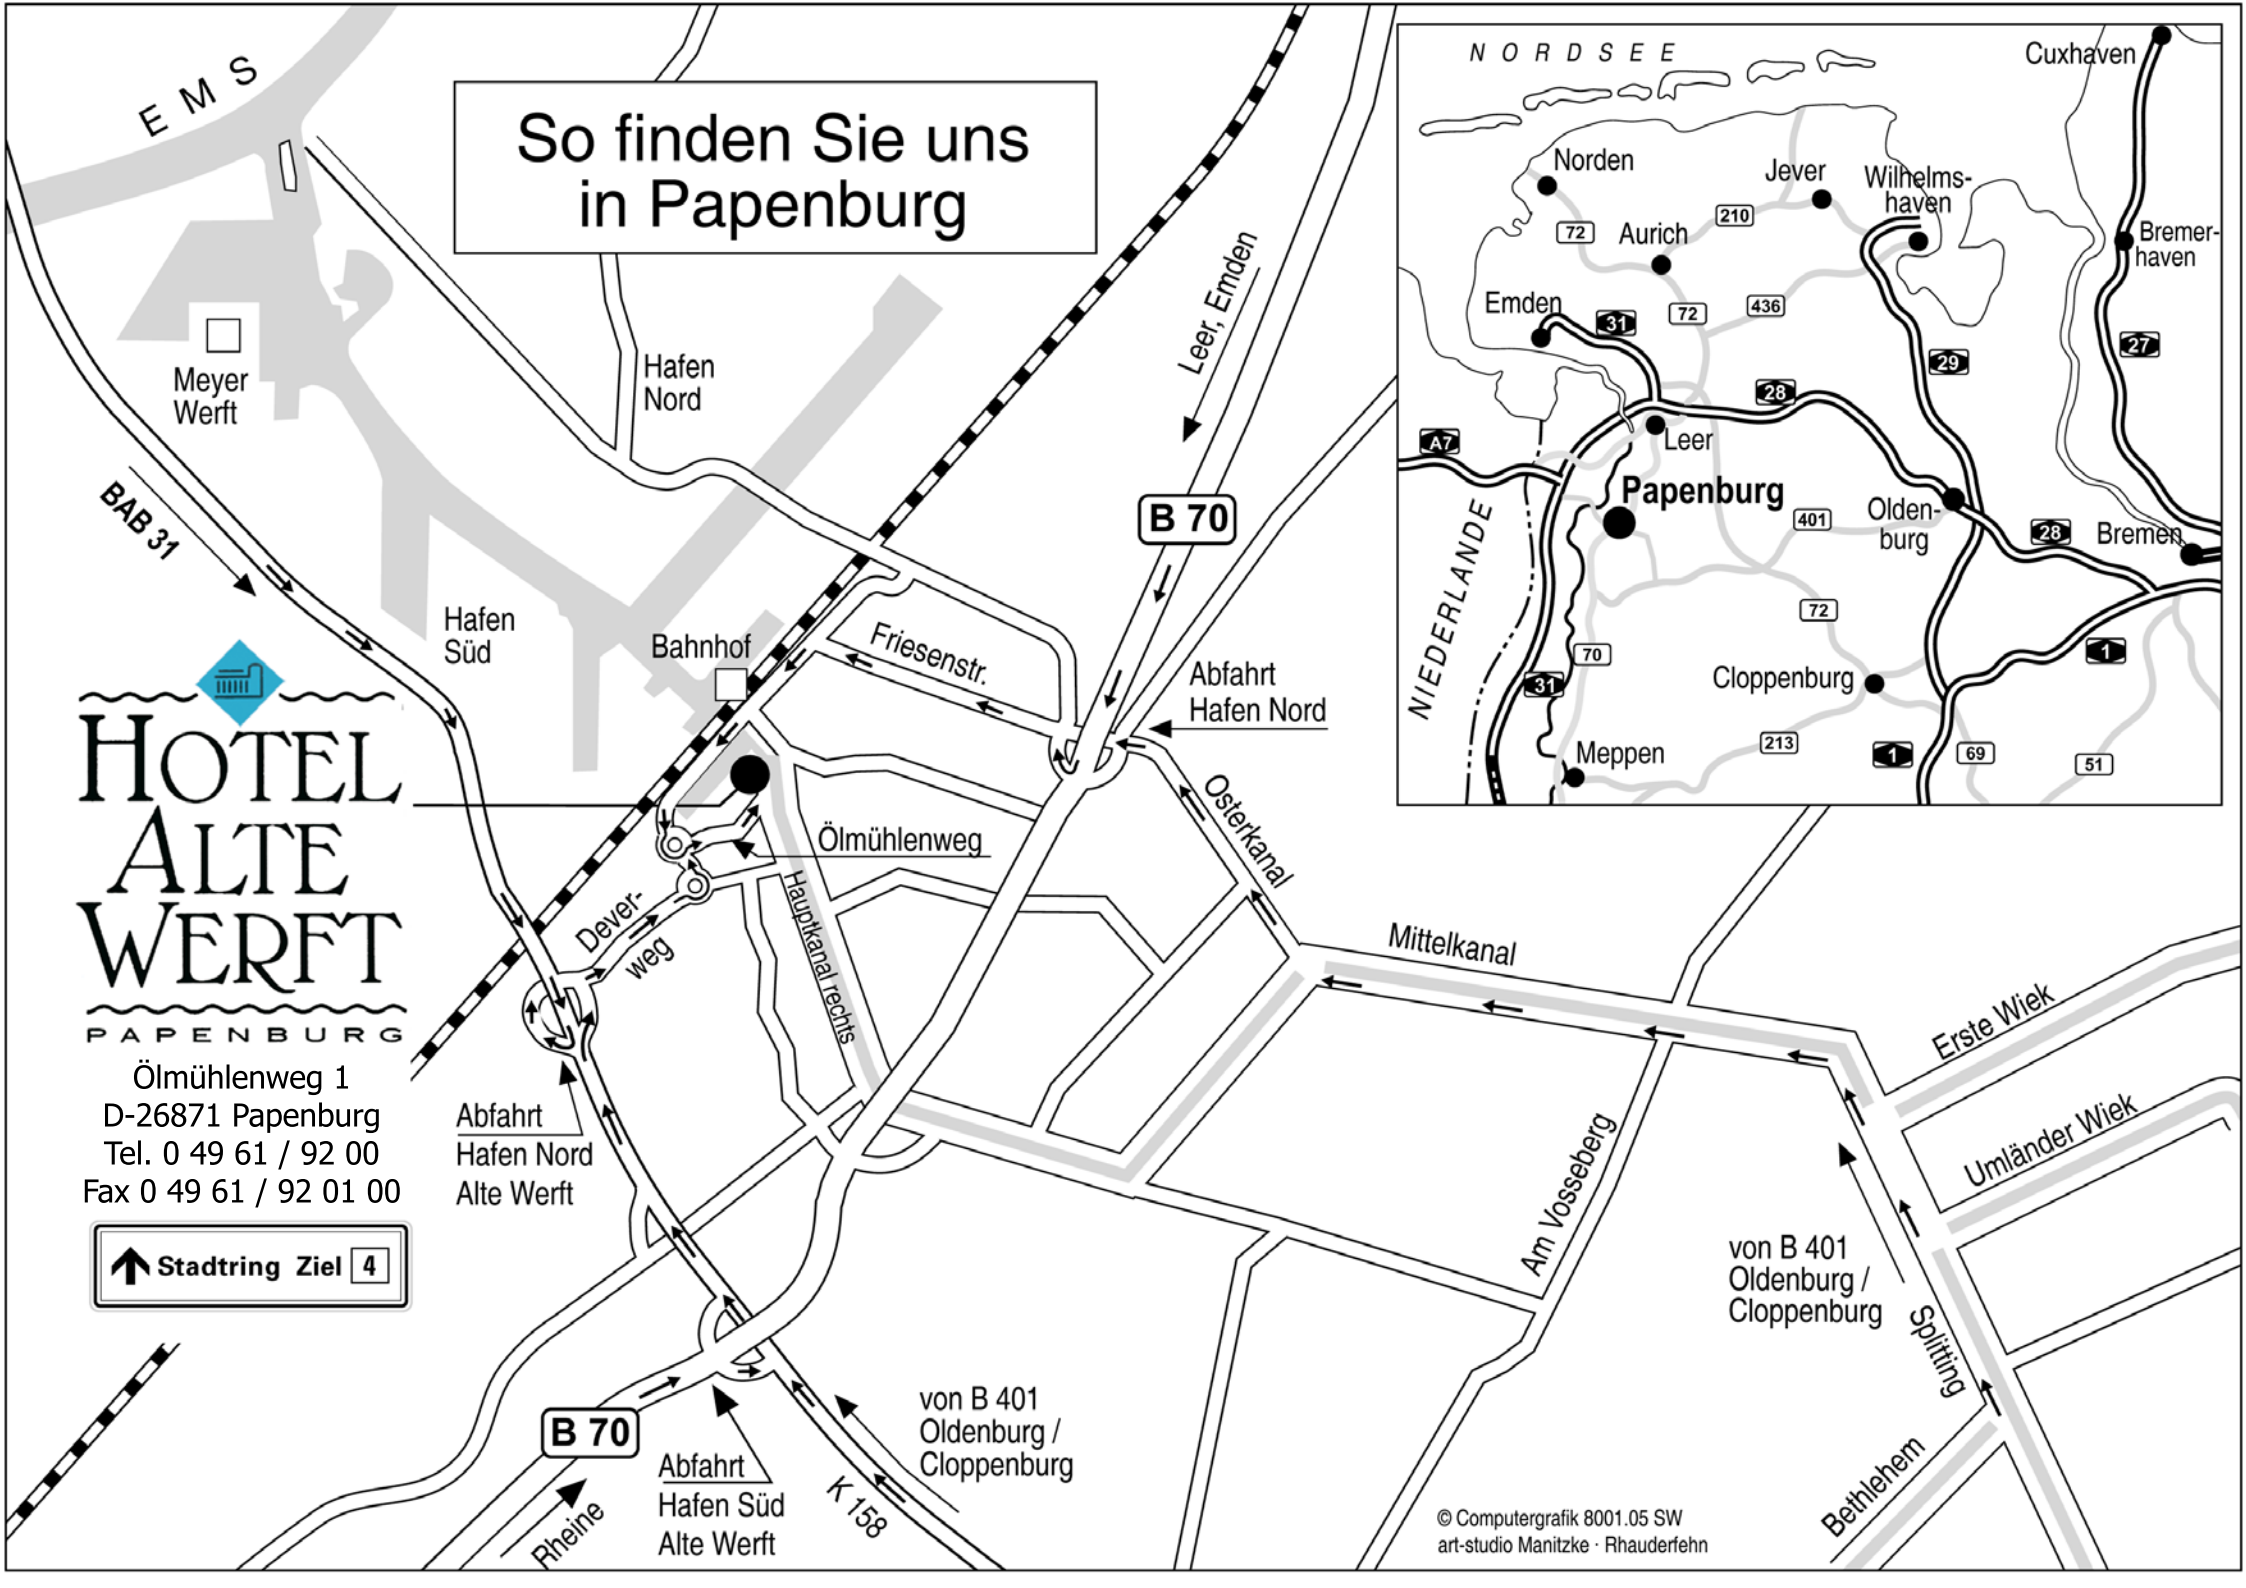 EMS
So finden Sie uns
in Papenburg
Meyer
Werft
Hafen
Nord
Leer, Emden
B 70
BAB 31
Hafen
Süd
Bahnhof
Friesenstr.
Abfahrt
Hafen Nord
Osterkanal
Ölmühlenweg
Hauptkanal rechts
Dever-
weg
Mittelkanal
Erste Wiek
Umländer Wiek
Am Vosseberg
von B 401
Oldenburg /
Cloppenburg
Splitting
Bethlehem
HOTEL
ALTE
WERFT
PAPENBURG
Ölmühlenweg 1
D-26871 Papenburg
Tel. 0 49 61 / 92 00
Fax 0 49 61 / 92 01 00
Stadtring Ziel 4
Abfahrt
Hafen Nord
Alte Werft
B 70
Rheine
Abfahrt
Hafen Süd
Alte Werft
K 158
von B 401
Oldenburg /
Cloppenburg
© Computergrafik 8001.05 SW
art-studio Manitzke · Rhauderfehn
NORDSEE
Cuxhaven
Norden
Jever
Wilhelms-
haven
72
Aurich
210
Bremer-
haven
Emden
31
72
436
27
29
28
A7
Leer
Papenburg
NIEDERLANDE
401
Olden-
burg
28
Bremen
72
70
31
1
Cloppenburg
Meppen
213
1
69
51